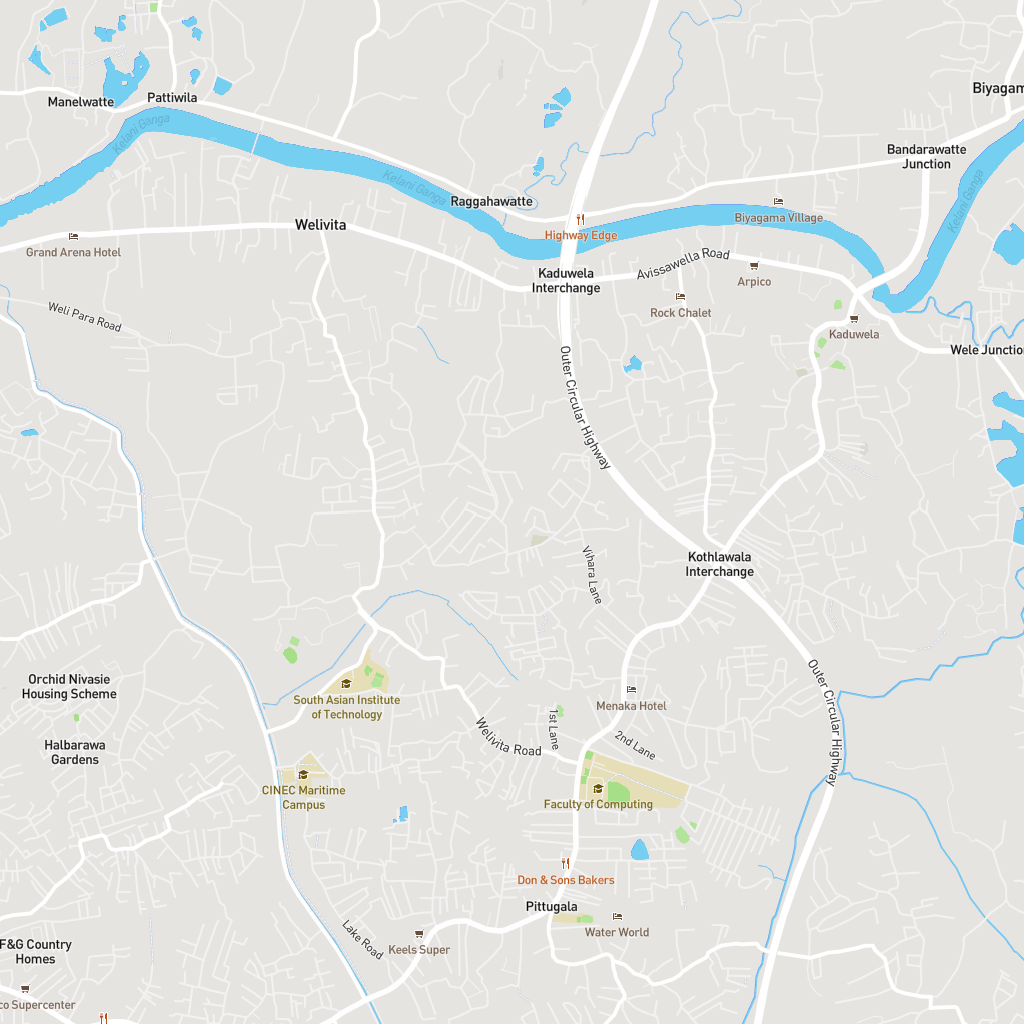 Biyagam
Manelwatte
Pattiwila
Kelani Ganga
Bandarawatte
Junction
Kelani Ganga
Kelani Ganga
Raggahawatte
Biyagama Village
Welivita
Highway Edge
Grand Arena Hotel
Avissawella Road
Kaduwela
Interchange
Arpico
Rock Chalet
Weli Para Road
Kaduwela
Wele Junction
Outer Circular Highway
Kothlawala
Interchange
Vihara Lane
Orchid Nivasie
Housing Scheme
South Asian Institute
of Technology
Menaka Hotel
Outer Circular Highway
Welivita Road
1st Lane
2nd Lane
Halbarawa
Gardens
CINEC Maritime
Campus
Faculty of Computing
Don & Sons Bakers
Pittugala
Water World
Lake Road
Keels Super
F&G Country
Homes
co Supercenter